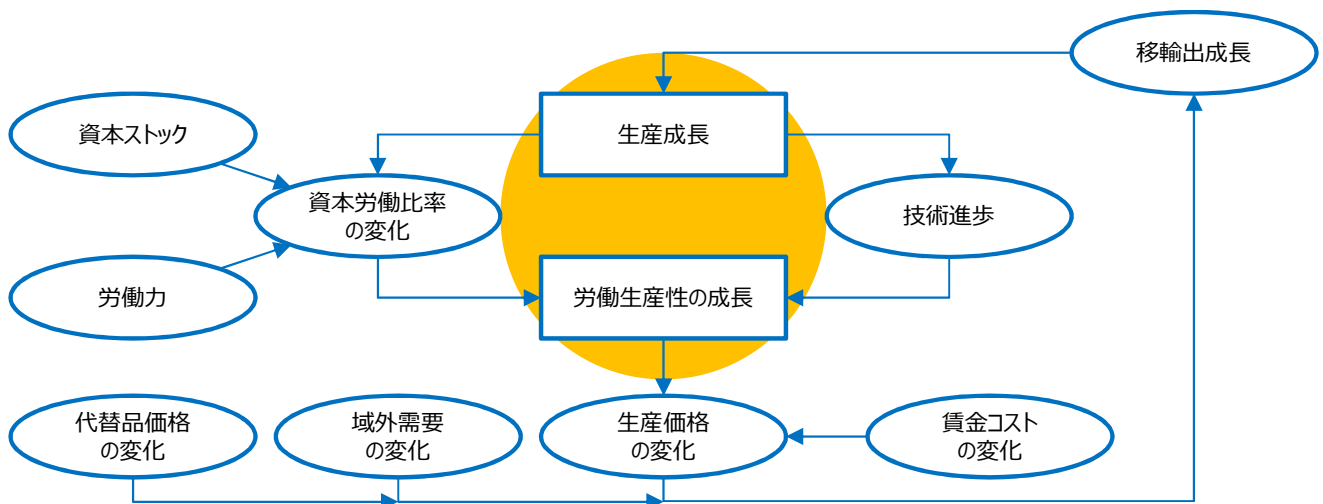 移輸出成長
資本ストック
生産成長
資本労働比率
の変化
技術進歩
労働力
労働生産性の成長
代替品価格
の変化
域外需要
の変化
生産価格
の変化
賃金コスト
の変化